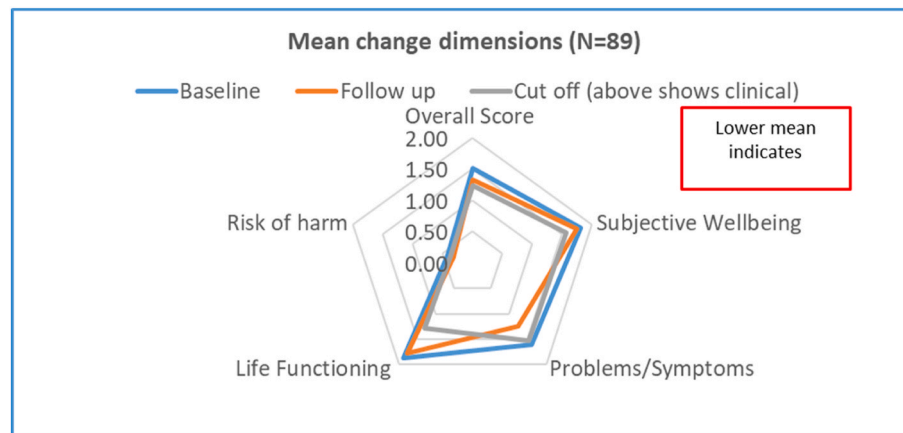 Mean change dimensions (N=89)
Baseline Follow up Cut off (above shows clinical)
Overall Score
Lower mean
indicates
2.00
1.50
1.00
0.50
0.00
Risk of harm
Subjective Wellbeing
Life Functioning
Problems/Symptoms